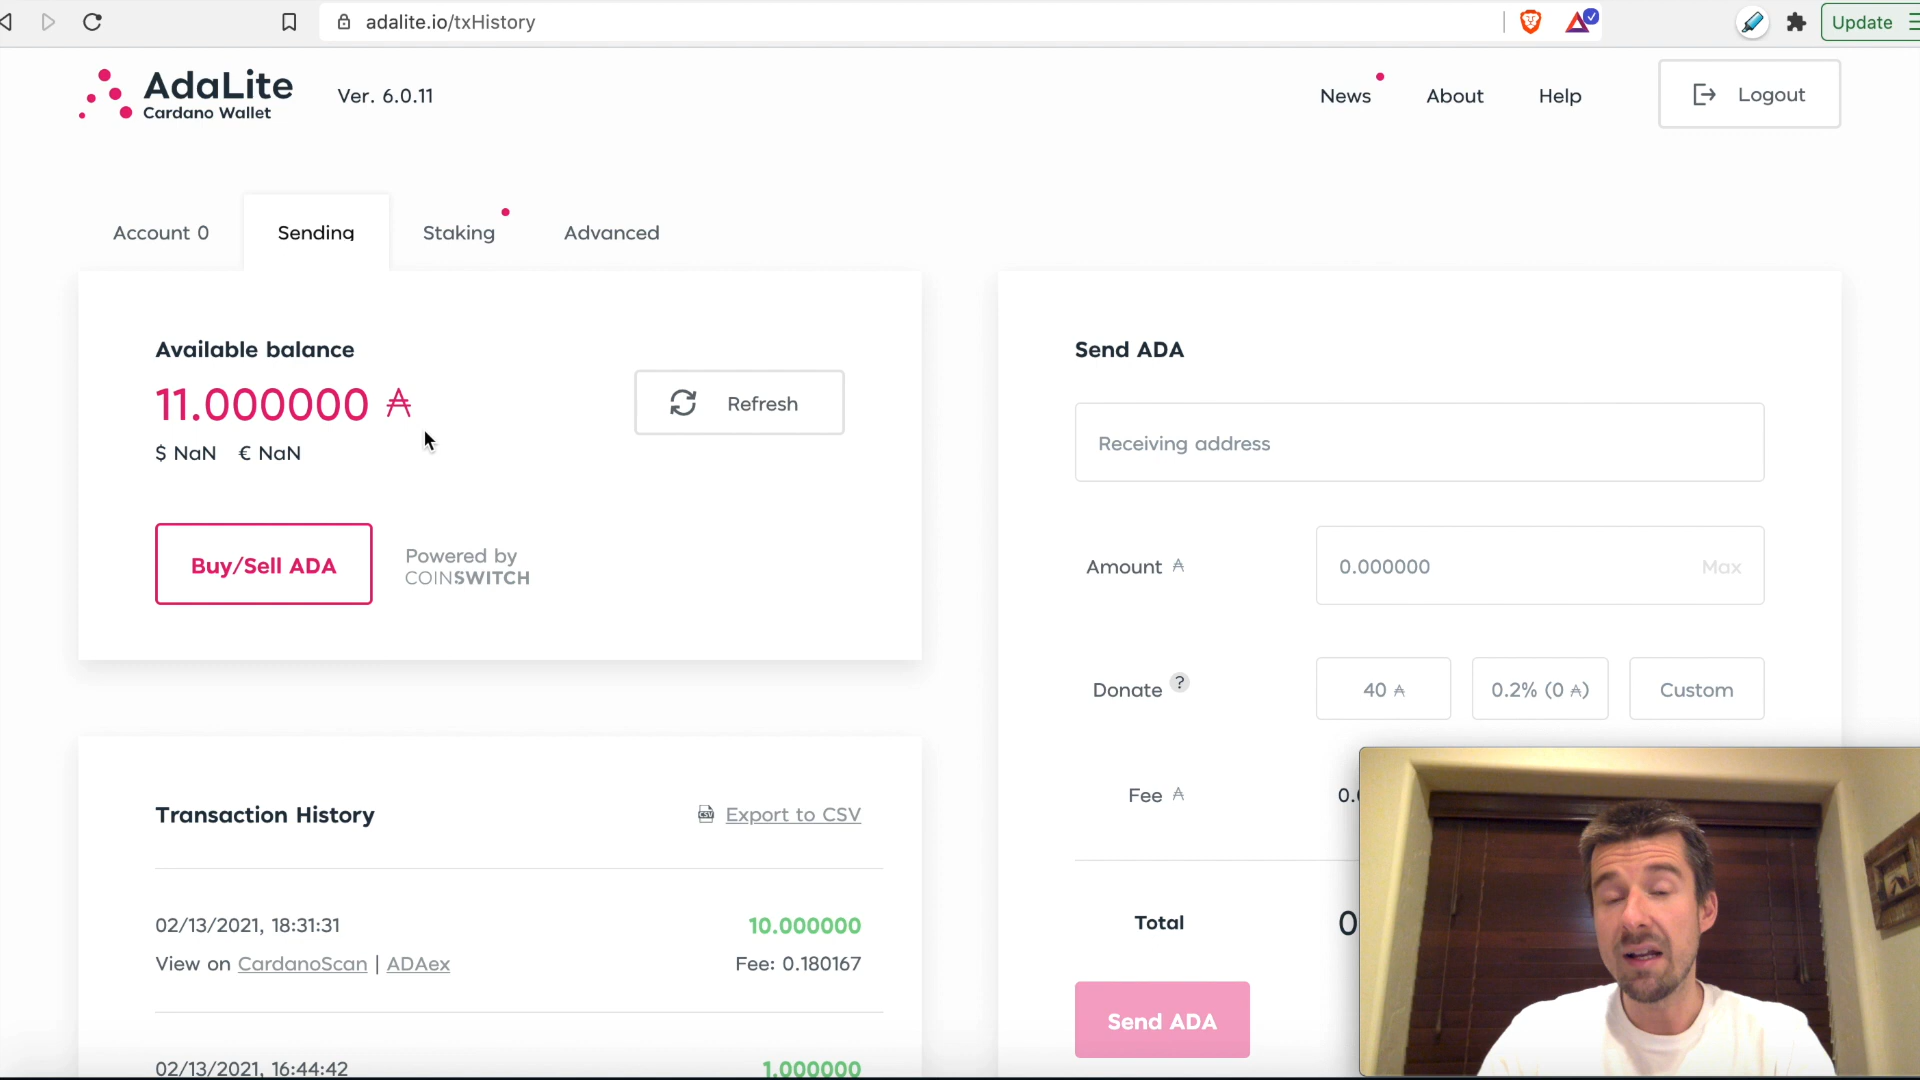 adalite.io/txHistory
Update
AdaLite
Cardano Wallet
Ver. 6.0.11
News
About
Help
Logout
Account 0
Sending
Staking
Advanced
Available balance
11.000000 ₳
$ NaN € NaN
Refresh
Buy/Sell ADA
Powered by
COINSWITCH
Transaction History
CSV
Export to CSV
02/13/2021, 18:31:31
10.000000
View on CardanoScan | ADAex
Fee: 0.180167
02/13/2021, 16:44:42
1.000000
Send ADA
Receiving address
Amount ₳
0.000000
Max
Donate ?
40 ₳
0.2% (0 ₳)
Custom
Fee ₳
0.
Total
0
Send ADA